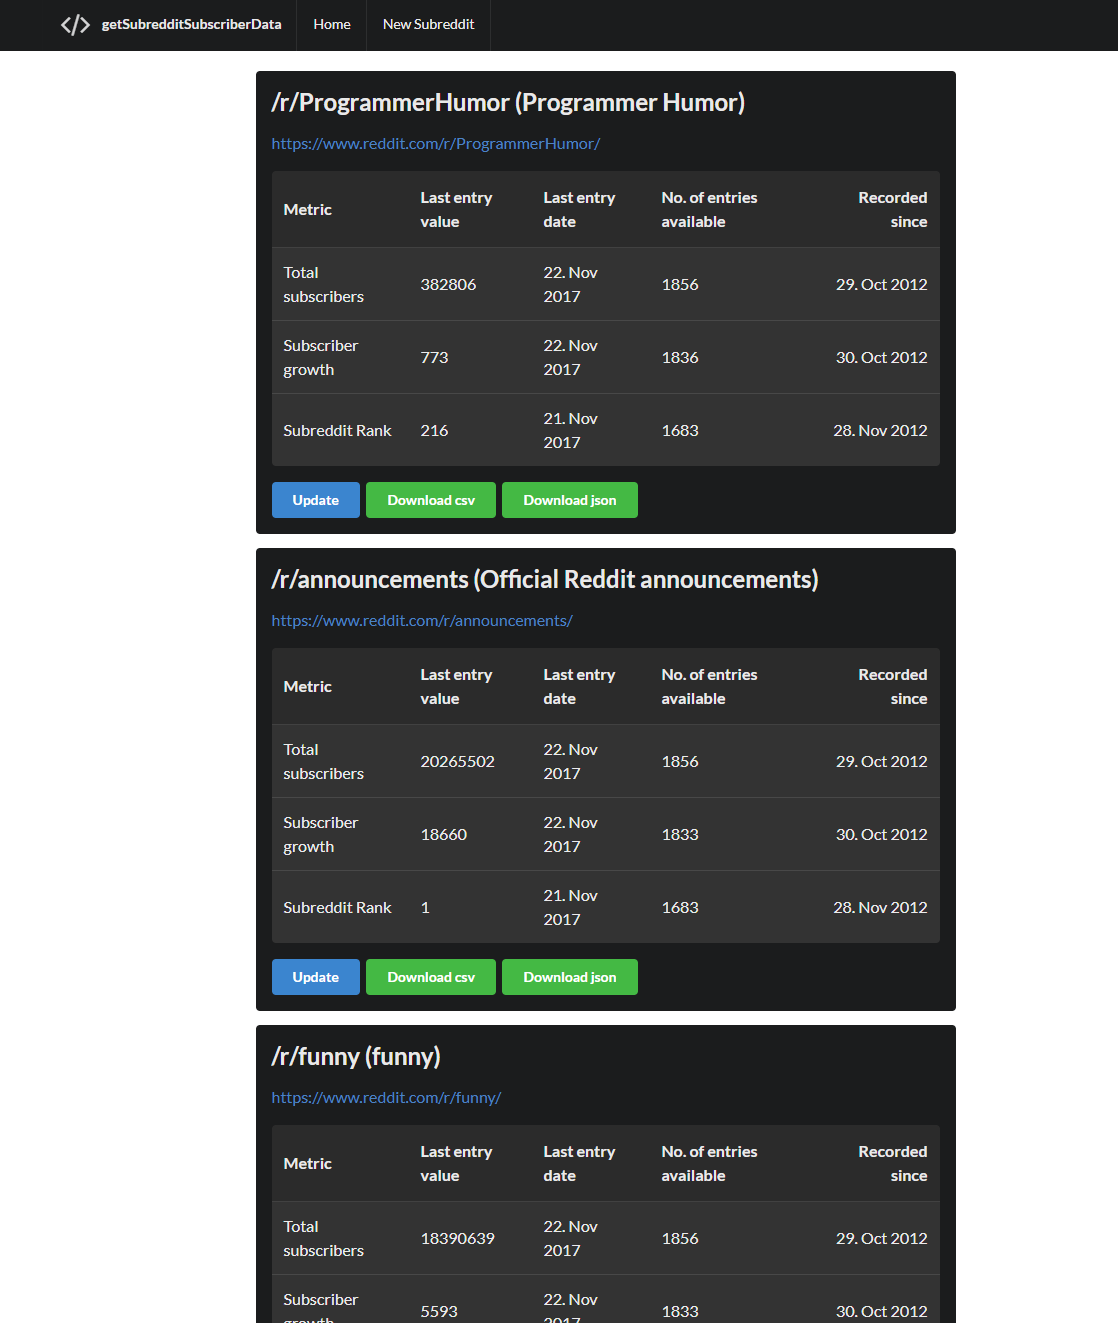 </> getSubredditSubscriberData Home New Subreddit
/r/ProgrammerHumor (Programmer Humor)
https://www.reddit.com/r/ProgrammerHumor/
Metric Last entry value Last entry date No. of entries available Recorded since
Total subscribers 382806 22. Nov 2017 1856 29. Oct 2012
Subscriber growth 773 22. Nov 2017 1836 30. Oct 2012
Subreddit Rank 216 21. Nov 2017 1683 28. Nov 2012
Update Download csv Download json
/r/announcements (Official Reddit announcements)
https://www.reddit.com/r/announcements/
Metric Last entry value Last entry date No. of entries available Recorded since
Total subscribers 20265502 22. Nov 2017 1856 29. Oct 2012
Subscriber growth 18660 22. Nov 2017 1833 30. Oct 2012
Subreddit Rank 1 21. Nov 2017 1683 28. Nov 2012
Update Download csv Download json
/r/funny (funny)
https://www.reddit.com/r/funny/
Metric Last entry value Last entry date No. of entries available Recorded since
Total subscribers 18390639 22. Nov 2017 1856 29. Oct 2012
Subscriber growth 5593 22. Nov 2017 1833 30. Oct 2012